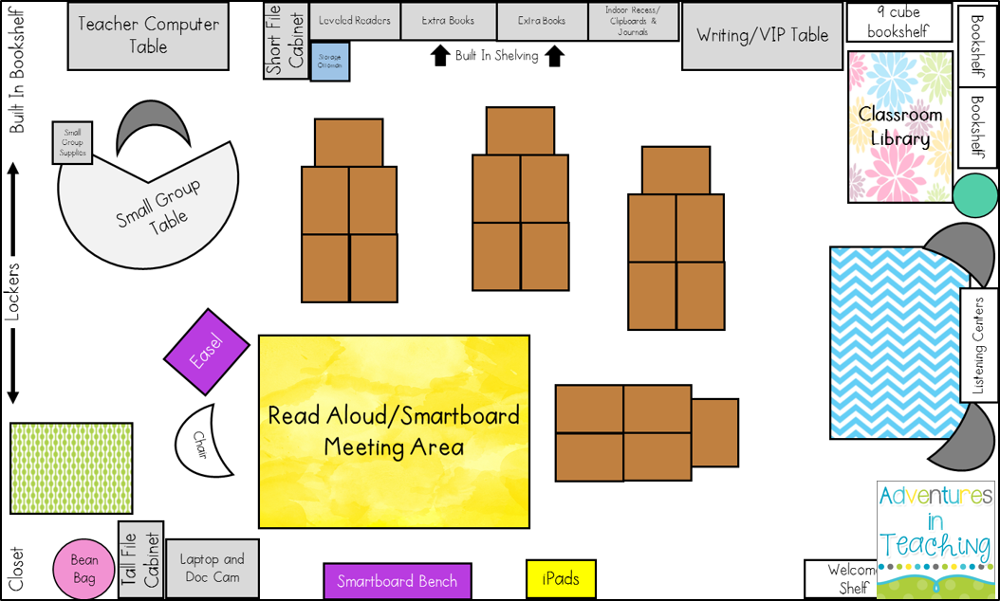 Built In Bookshelf
Teacher Computer
Table
Short File
Cabinet
Leveled Readers
Extra Books
Extra Books
Indoor Recess/
Clipboards &
Journals
Storage
Ottoman
Built In Shelving
Writing/VIP Table
9 cube
bookshelf
Bookshelf
Bookshelf
Classroom
Library
Small
Group
Supplies
Small Group
Table
Lockers
Easel
Chair
Read Aloud/Smartboard
Meeting Area
Listening Centers
Closet
Bean
Bag
Tall File
Cabinet
Laptop and
Doc Cam
Smartboard Bench
iPads
Welcome
Shelf
Adventures
in
Teaching